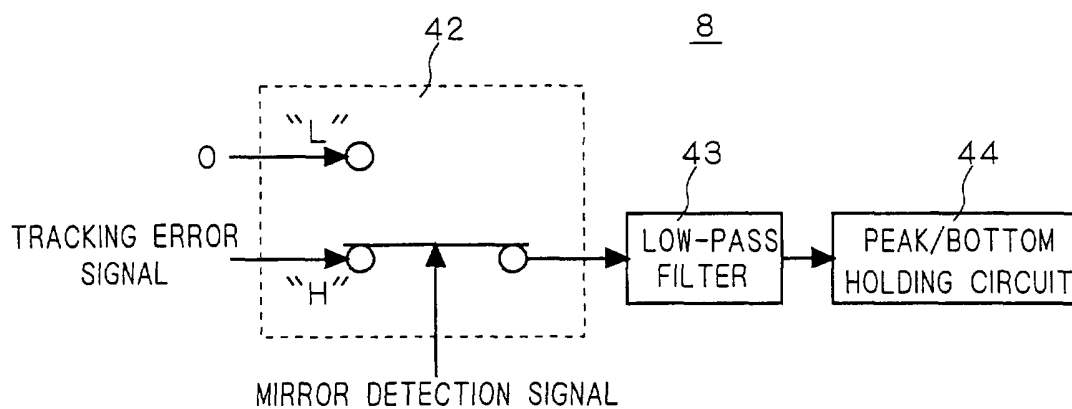 8
42
"L"
0
43
44
TRACKING ERROR
SIGNAL
"H"
LOW-PASS
FILTER
PEAK/BOTTOM
HOLDING CIRCUIT
MIRROR DETECTION SIGNAL